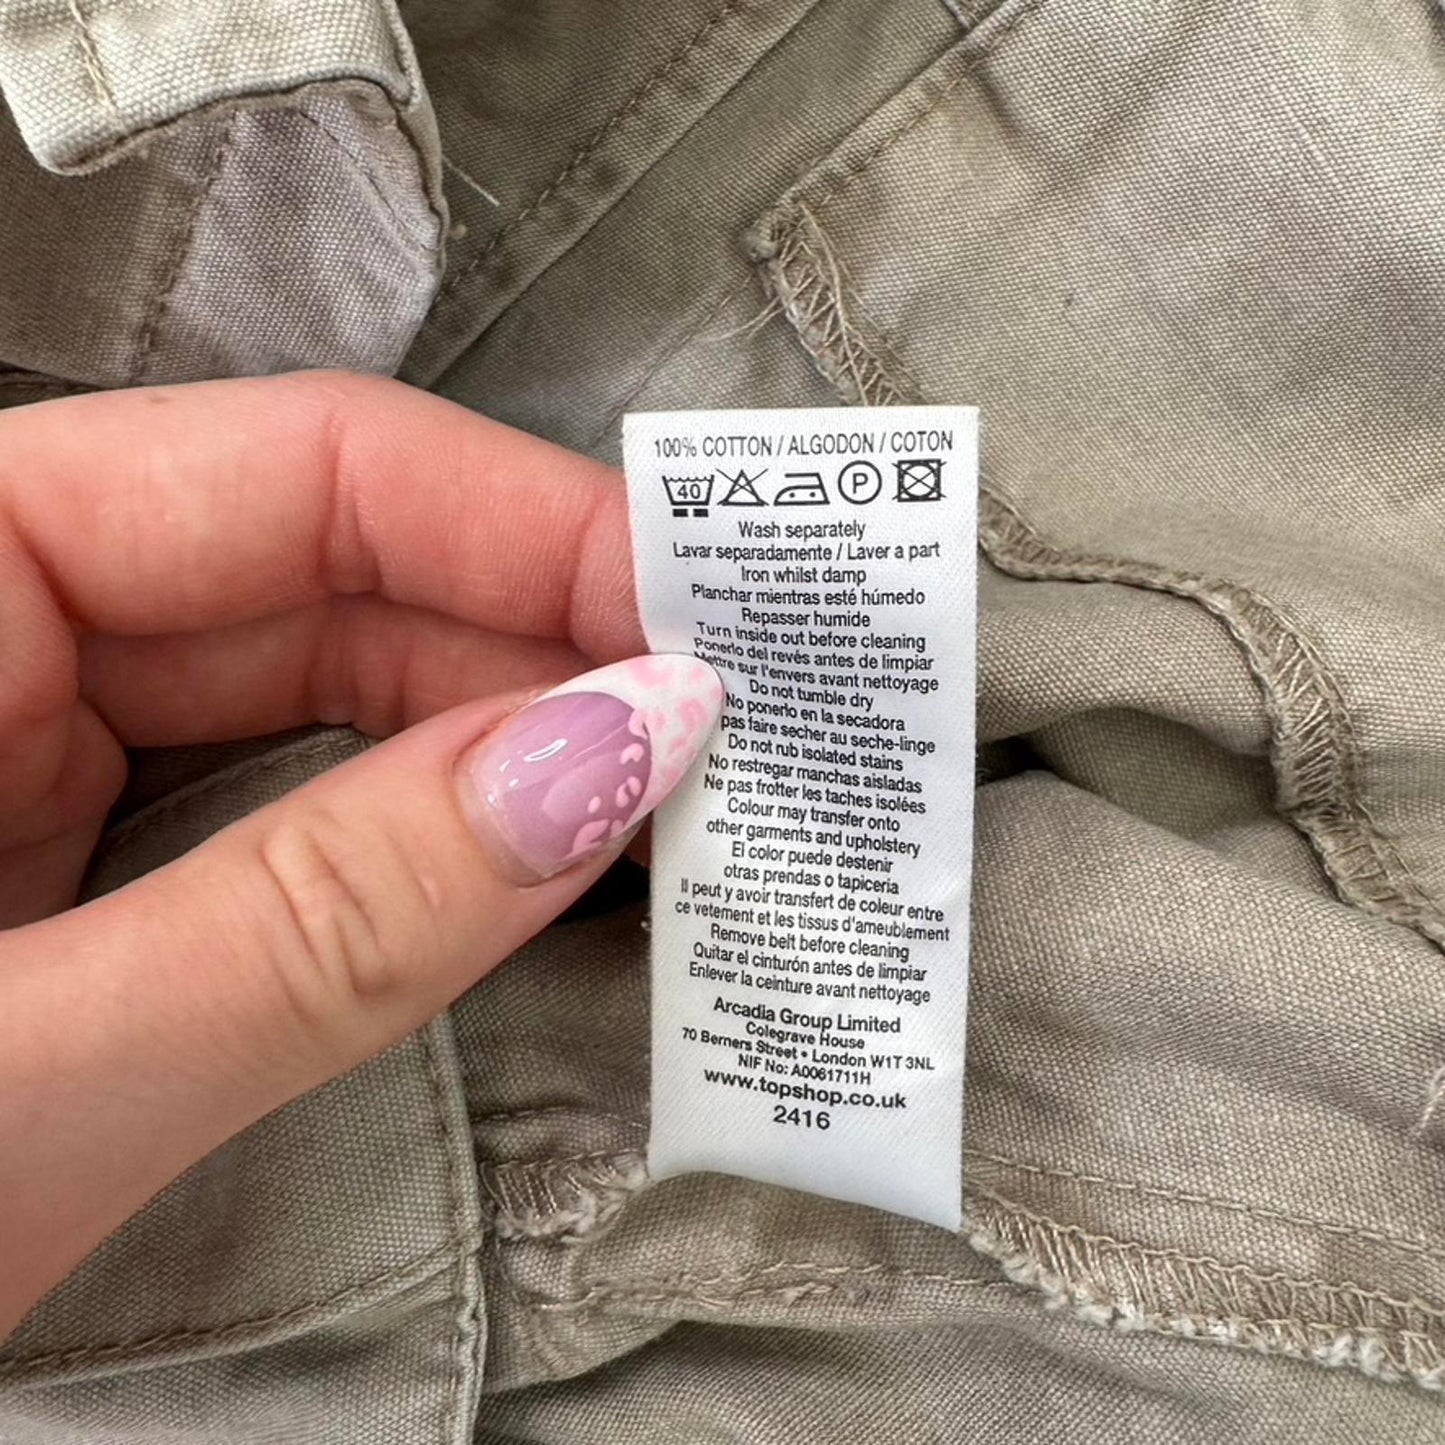 100% COTTON / ALGODON / COTON
40 P
Wash separately
Lavar separadamente / Laver a part
Iron whilst damp
Planchar mientras esté húmedo
Repasser humide
Turn inside out before cleaning
Ponerlo del revés antes de limpiar
Mettre sur l'envers avant nettoyage
Do not tumble dry
No ponerlo en la secadora
pas faire secher au seche-linge
Do not rub isolated stains
No restregar manchas aisladas
Ne pas frotter les taches isolées
Colour may transfer onto
other garments and upholstery
El color puede destenir
otras prendas o tapiceria
Il peut y avoir transfert de coleur entre
ce vetement et les tissus d'ameublement
Remove belt before cleaning
Quitar el cinturón antes de limpiar
Enlever la ceinture avant nettoyage
Arcadia Group Limited
Colegrave House
70 Berners Street • London W1T 3NL
NIF No: A0061711H
www.topshop.co.uk
2416